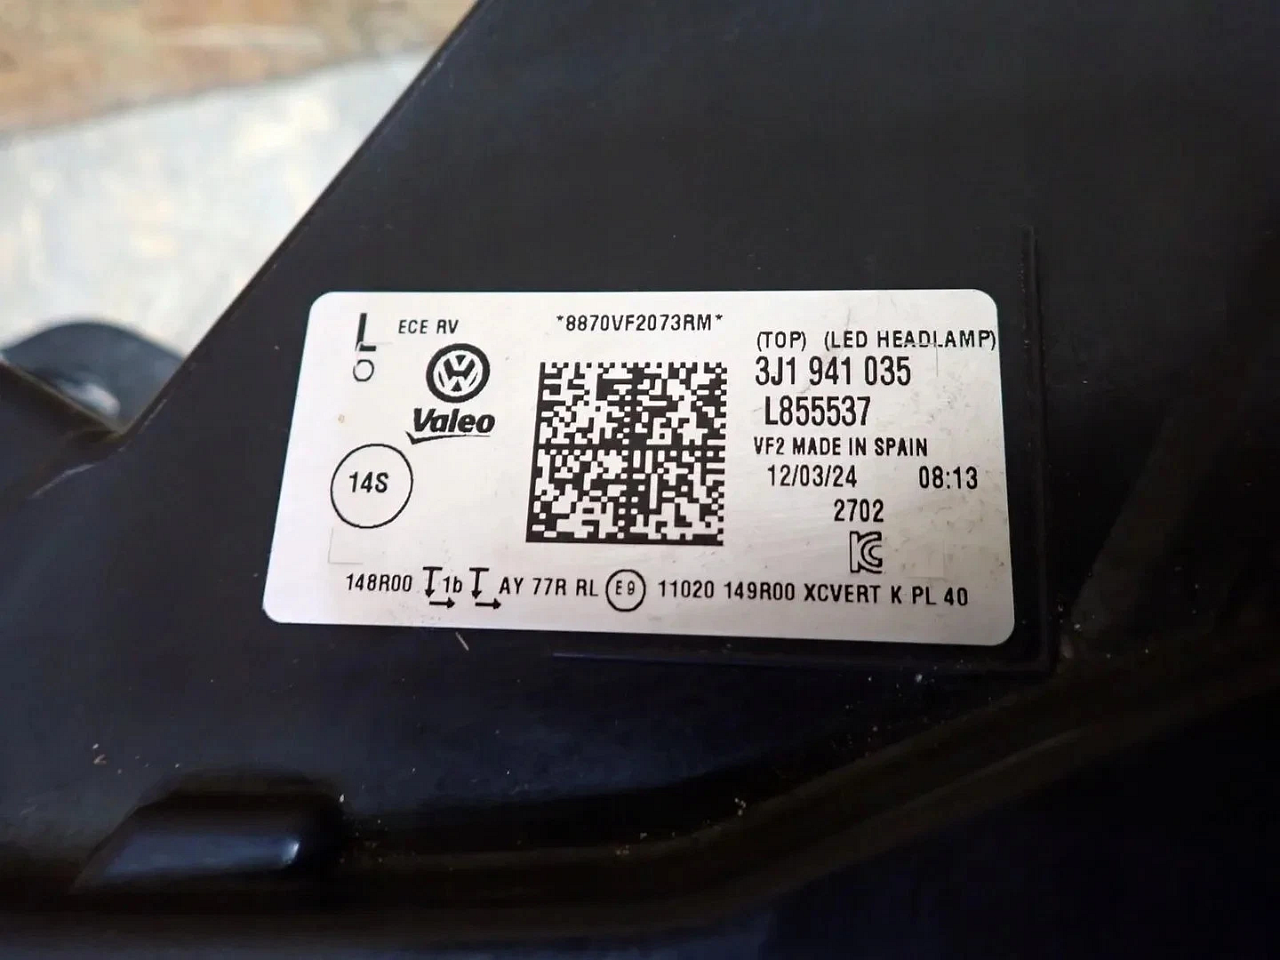 L
ECE RV
*8870VF2073RM*
(TOP) (LED HEADLAMP)
3J1 941 035
L855537
Valeo
VF2 MADE IN SPAIN
14S
12/03/24 08:13
2702
148R00 1b AY 77R RL E9 11020 149R00 XCVERT K PL 40